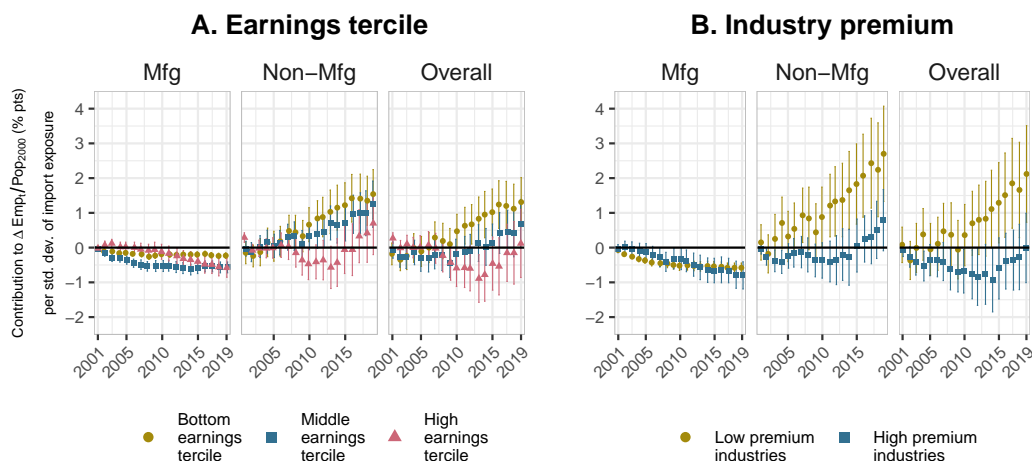 A. Earnings tercile
B. Industry premium
Mfg Non−Mfg Overall
Mfg Non−Mfg Overall
Contribution to Δ Emp_t/Pop_2000 (% pts)
per std. dev. of import exposure
4
3
2
1
0
−1
−2
4
3
2
1
0
−1
−2
2001 2005 2010 2015 2019
2001 2005 2010 2015
2001 2005 2010 2015 2019
2001 2005 2010 2015 2019
2001 2005 2010 2015
2001 2005 2010 2015 2019
Bottom
earnings
tercile
Middle
earnings
tercile
High
earnings
tercile
Low premium
industries
High premium
industries